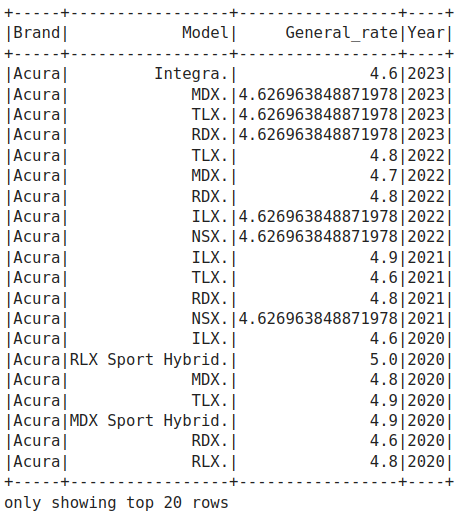 +-----+-----------------+-----------------+----+
|Brand|            Model|     General_rate|Year|
+-----+-----------------+-----------------+----+
|Acura|         Integra.|              4.6|2023|
|Acura|             MDX.|4.626963848871978|2023|
|Acura|             TLX.|4.626963848871978|2023|
|Acura|             RDX.|4.626963848871978|2023|
|Acura|             TLX.|              4.8|2022|
|Acura|             MDX.|              4.7|2022|
|Acura|             RDX.|              4.8|2022|
|Acura|             ILX.|4.626963848871978|2022|
|Acura|             NSX.|4.626963848871978|2022|
|Acura|             ILX.|              4.9|2021|
|Acura|             TLX.|              4.6|2021|
|Acura|             RDX.|              4.8|2021|
|Acura|             NSX.|4.626963848871978|2021|
|Acura|             ILX.|              4.6|2020|
|Acura|RLX Sport Hybrid.|              5.0|2020|
|Acura|             MDX.|              4.8|2020|
|Acura|             TLX.|              4.9|2020|
|Acura|MDX Sport Hybrid.|              4.9|2020|
|Acura|             RDX.|              4.6|2020|
|Acura|             RLX.|              4.8|2020|
+-----+-----------------+-----------------+----+
only showing top 20 rows